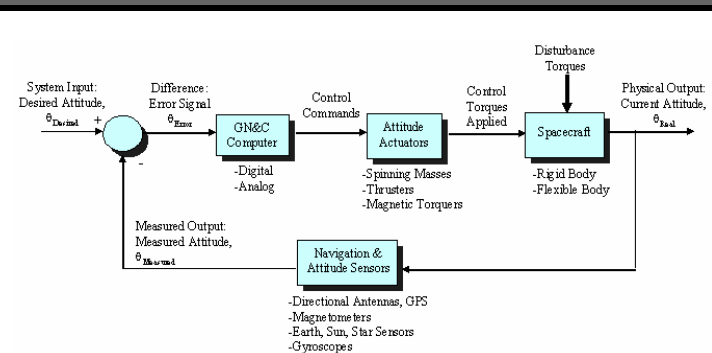 Disturbance
Torques
System Input:
Desired Attitude,
θDesired
+
-
Difference:
Error Signal
θError
GN&C
Computer
-Digital
-Analog
Control
Commands
Attitude
Actuators
-Spinning Masses
-Thrusters
-Magnetic Torquers
Control
Torques
Applied
Spacecraft
-Rigid Body
-Flexible Body
Physical Output:
Current Attitude,
θReal
Measured Output:
Measured Attitude,
θMeasured
Navigation &
Attitude Sensors
-Directional Antennas, GPS
-Magnetometers
-Earth, Sun, Star Sensors
-Gyroscopes